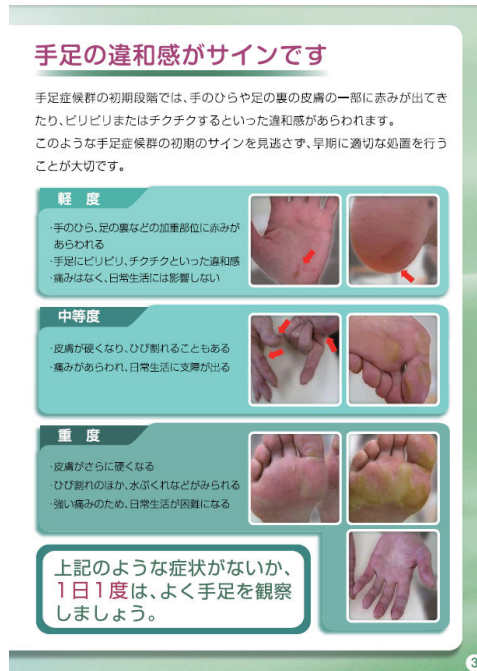 手足の違和感がサインです
手足症候群の初期段階では、手のひらや足の裏の皮膚の一部に赤みが出てき
たり、ピリピリまたはチクチクするといった違和感があらわれます。
このような手足症候群の初期のサインを見逃さず、早期に適切な処置を行う
ことが大切です。
軽 度
・手のひら、足の裏などの加重部位に赤みが
あらわれる
・手足にピリピリ、チクチクといった違和感
・痛みはなく、日常生活には影響しない
中等度
・皮膚が硬くなり、ひび割れることもある
・痛みがあらわれ、日常生活に支障が出る
重 度
・皮膚がさらに硬くなる
・ひび割れのほか、水ぶくれなどがみられる
・強い痛みのため、日常生活が困難になる
上記のような症状がないか、
1日1度は、よく手足を観察
しましょう。
3